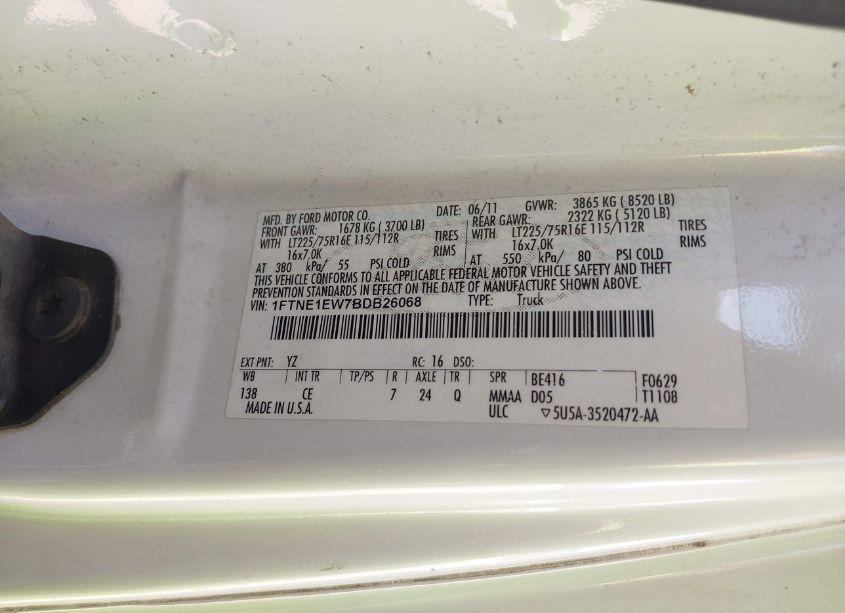 MFD. BY FORD MOTOR CO. DATE: 06/11 GVWR: 3865 KG ( 8520 LB)
FRONT GAWR: 1678 KG ( 3700 LB) REAR GAWR: 2322 KG ( 5120 LB)
WITH LT225/75R16E 115/112R TIRES WITH LT225/75R16E 115/112R TIRES
16x7.0K RIMS 16x7.0K RIMS
AT 380 kPa/ 55 PSI COLD AT 550 kPa/ 80 PSI COLD
THIS VEHICLE CONFORMS TO ALL APPLICABLE FEDERAL MOTOR VEHICLE SAFETY AND THEFT
PREVENTION STANDARDS IN EFFECT ON THE DATE OF MANUFACTURE SHOWN ABOVE.
VIN: 1FTNE1EW7BDB26068 TYPE: Truck
EXT PNT: YZ RC: 16 DSO:
WB INT TR TP/PS R AXLE TR SPR BE416 F0629
138 CE 7 24 Q MMAA D05 T1108
MADE IN U.S.A. ULC ▽5U5A-3520472-AA